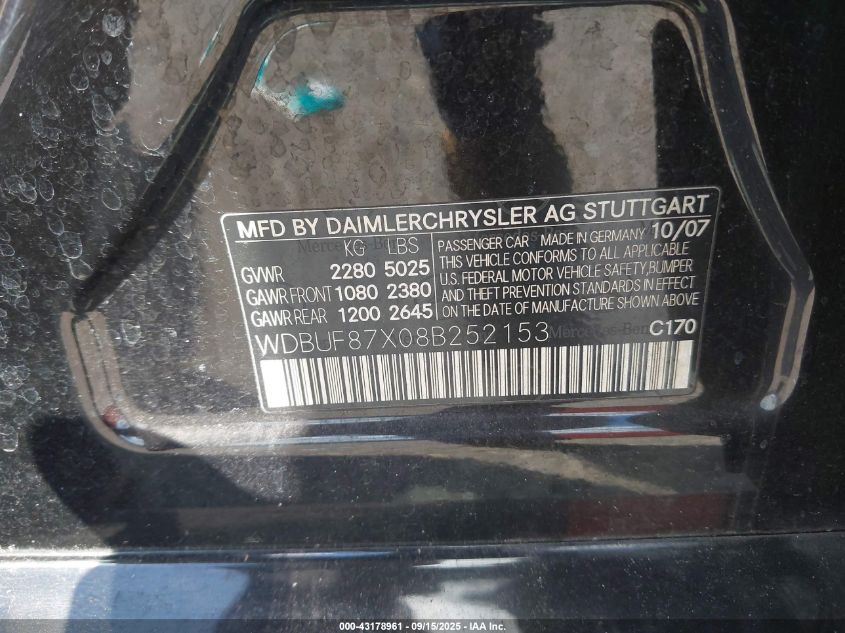 MFD BY DAIMLERCHRYSLER AG STUTTGART
KG LBS
GVWR 2280 5025
GAWR FRONT 1080 2380
GAWR REAR 1200 2645
PASSENGER CAR MADE IN GERMANY 10/07
THIS VEHICLE CONFORMS TO ALL APPLICABLE
U.S. FEDERAL MOTOR VEHICLE SAFETY,BUMPER
AND THEFT PREVENTION STANDARDS IN EFFECT
ON THE DATE OF MANUFACTURE SHOWN ABOVE
WDBUF87X08B252153 C170
000-43178961 - 09/15/2025 - IAA Inc.